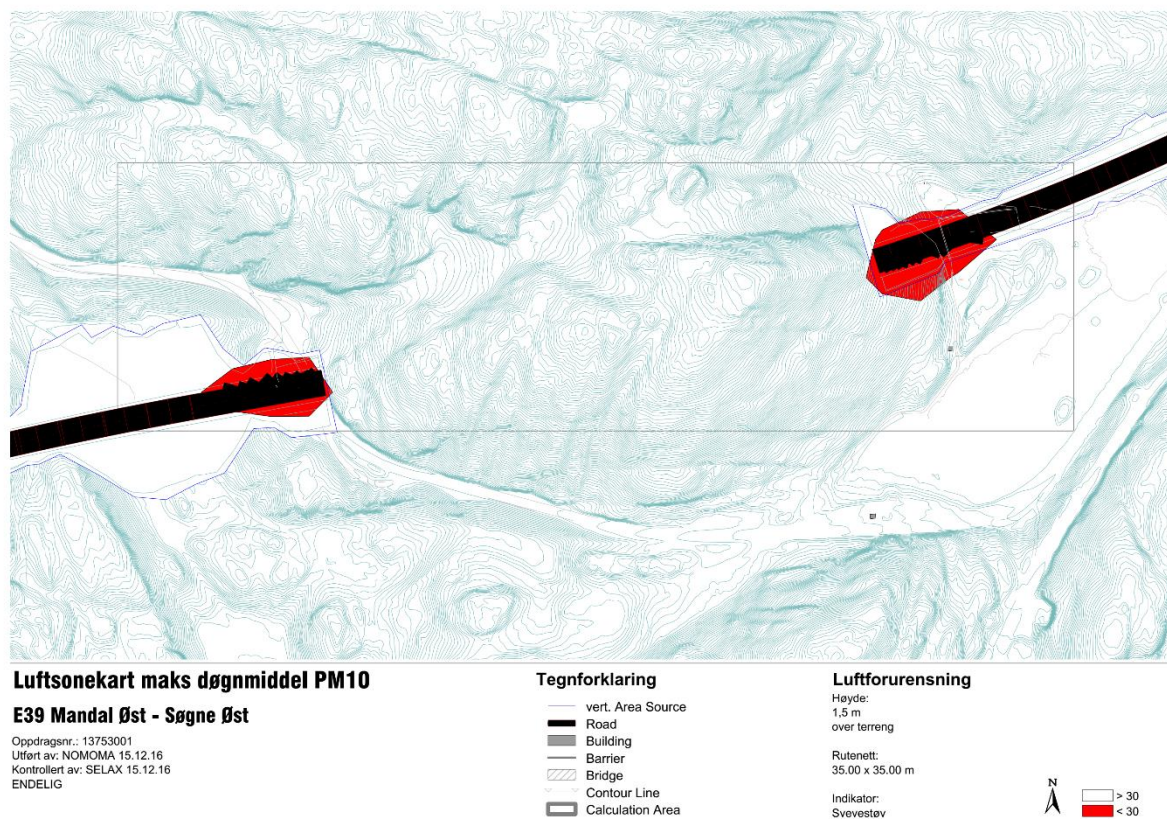 Luftsonekart maks døgnmiddel PM10
E39 Mandal Øst - Søgne Øst
Oppdragsnr.: 13753001
Utført av: NOMOMA 15.12.16
Kontrollert av: SELAX 15.12.16
ENDELIG
Tegnforklaring
vert. Area Source
Road
Building
Barrier
Bridge
Contour Line
Calculation Area
Luftforurensning
Høyde:
1,5 m
over terreng
Rutenett:
35.00 x 35.00 m
Indikator:
Svevestøv
N
> 30
< 30